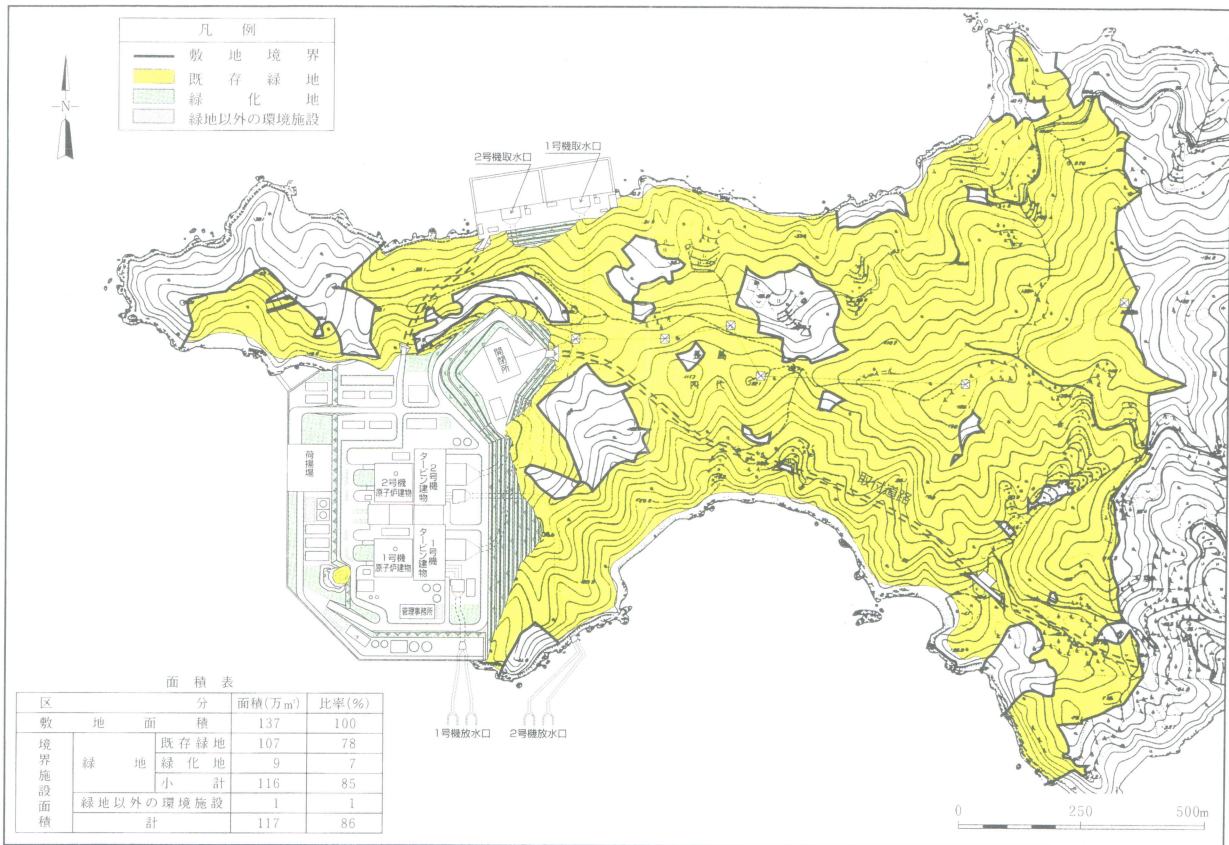 凡 例
敷地境界
既存緑地
緑化地
緑地以外の環境施設
N
2号機取水口
1号機取水口
開閉所
荷揚場
2号機
原子炉建物
2号機
タービン建物
1号機
原子炉建物
1号機
タービン建物
管理事務所
取付道路
1号機放水口
2号機放水口
面積表
区 分 面積(万㎡) 比率(%)
敷地面積 137 100
境界施設面積
緑地
既存緑地 107 78
緑化地 9 7
小計 116 85
緑地以外の環境施設 1 1
計 117 86
0 250 500m